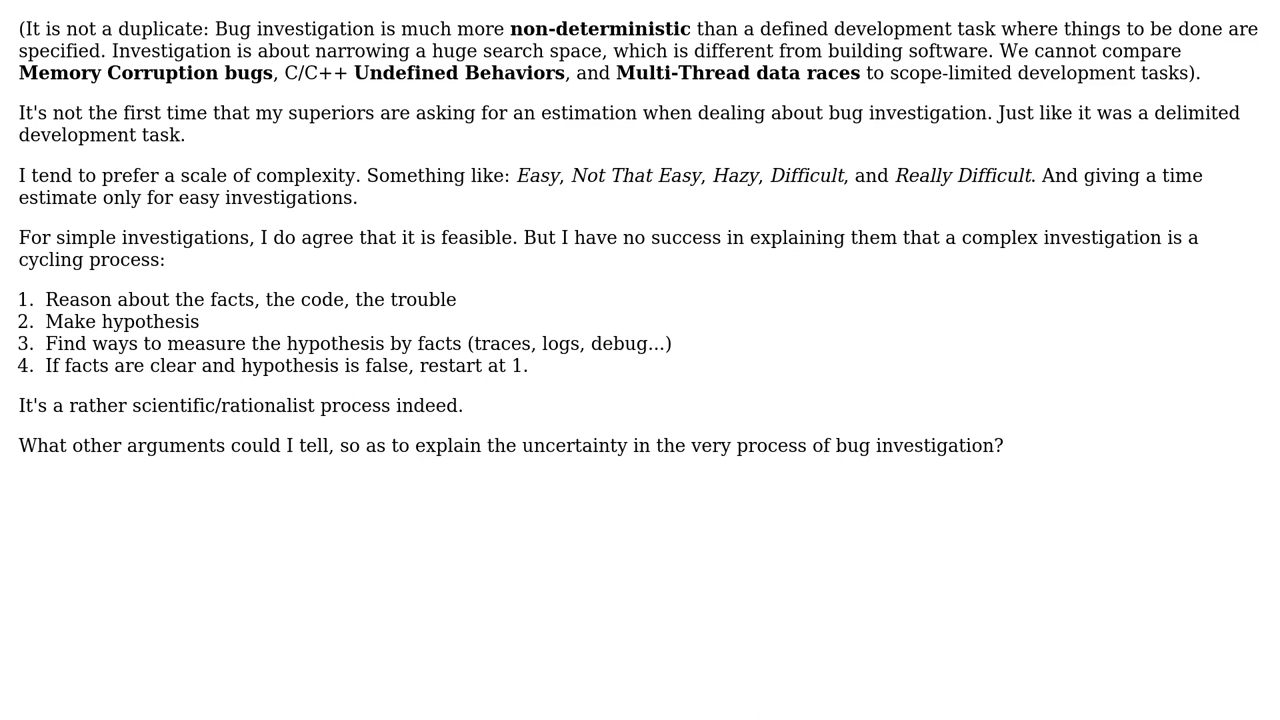 (It is not a duplicate: Bug investigation is much more non-deterministic than a defined development task where things to be done are
specified. Investigation is about narrowing a huge search space, which is different from building software. We cannot compare
Memory Corruption bugs, C/C++ Undefined Behaviors, and Multi-Thread data races to scope-limited development tasks).
It's not the first time that my superiors are asking for an estimation when dealing about bug investigation. Just like it was a delimited
development task.
I tend to prefer a scale of complexity. Something like: Easy, Not That Easy, Hazy, Difficult, and Really Difficult. And giving a time
estimate only for easy investigations.
For simple investigations, I do agree that it is feasible. But I have no success in explaining them that a complex investigation is a
cycling process:
1. Reason about the facts, the code, the trouble
2. Make hypothesis
3. Find ways to measure the hypothesis by facts (traces, logs, debug...)
4. If facts are clear and hypothesis is false, restart at 1.
It's a rather scientific/rationalist process indeed.
What other arguments could I tell, so as to explain the uncertainty in the very process of bug investigation?